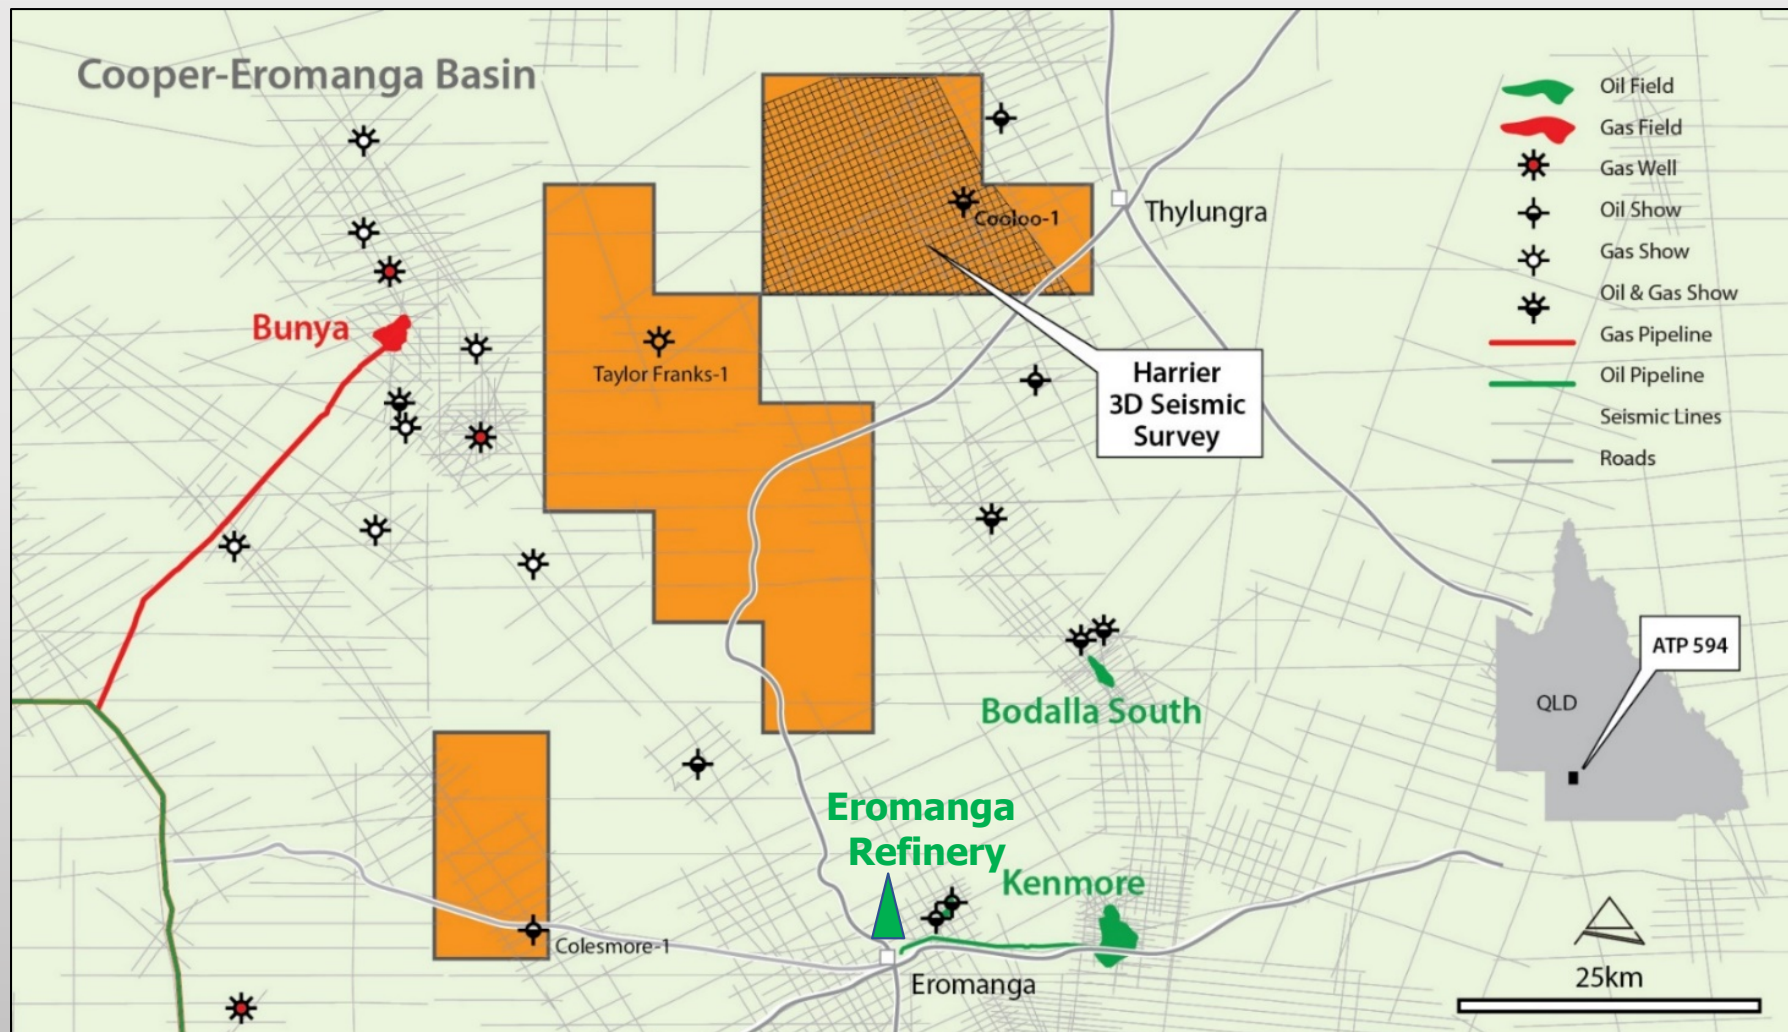 Cooper-Eromanga Basin
Oil Field
Gas Field
Gas Well
Oil Show
Gas Show
Oil & Gas Show
Gas Pipeline
Oil Pipeline
Seismic Lines
Roads
Cooloo-1
Thylungra
Bunya
Taylor Franks-1
Harrier
3D Seismic
Survey
ATP 594
QLD
Bodalla South
Eromanga
Refinery
Kenmore
Colesmore-1
Eromanga
25km